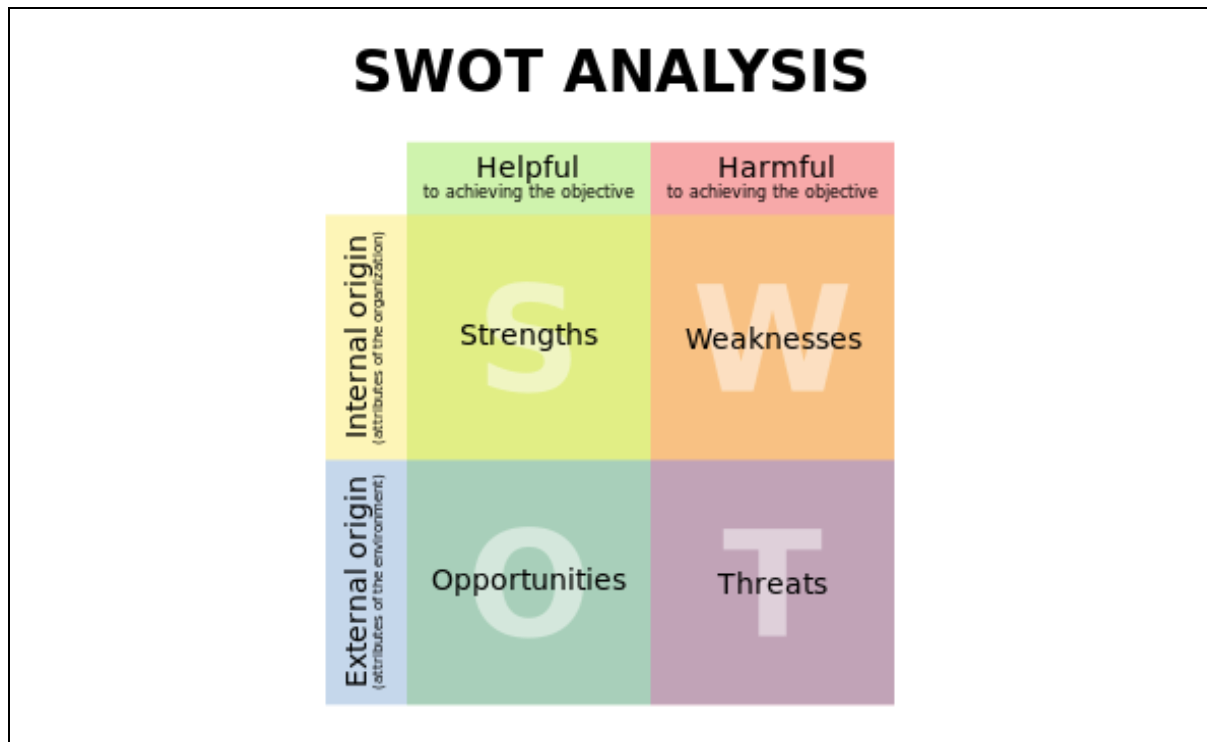 SWOT ANALYSIS
Helpful
to achieving the objective
Harmful
to achieving the objective
Internal origin
(attributes of the organization)
S
Strengths
W
Weaknesses
External origin
(attributes of the environment)
O
Opportunities
T
Threats